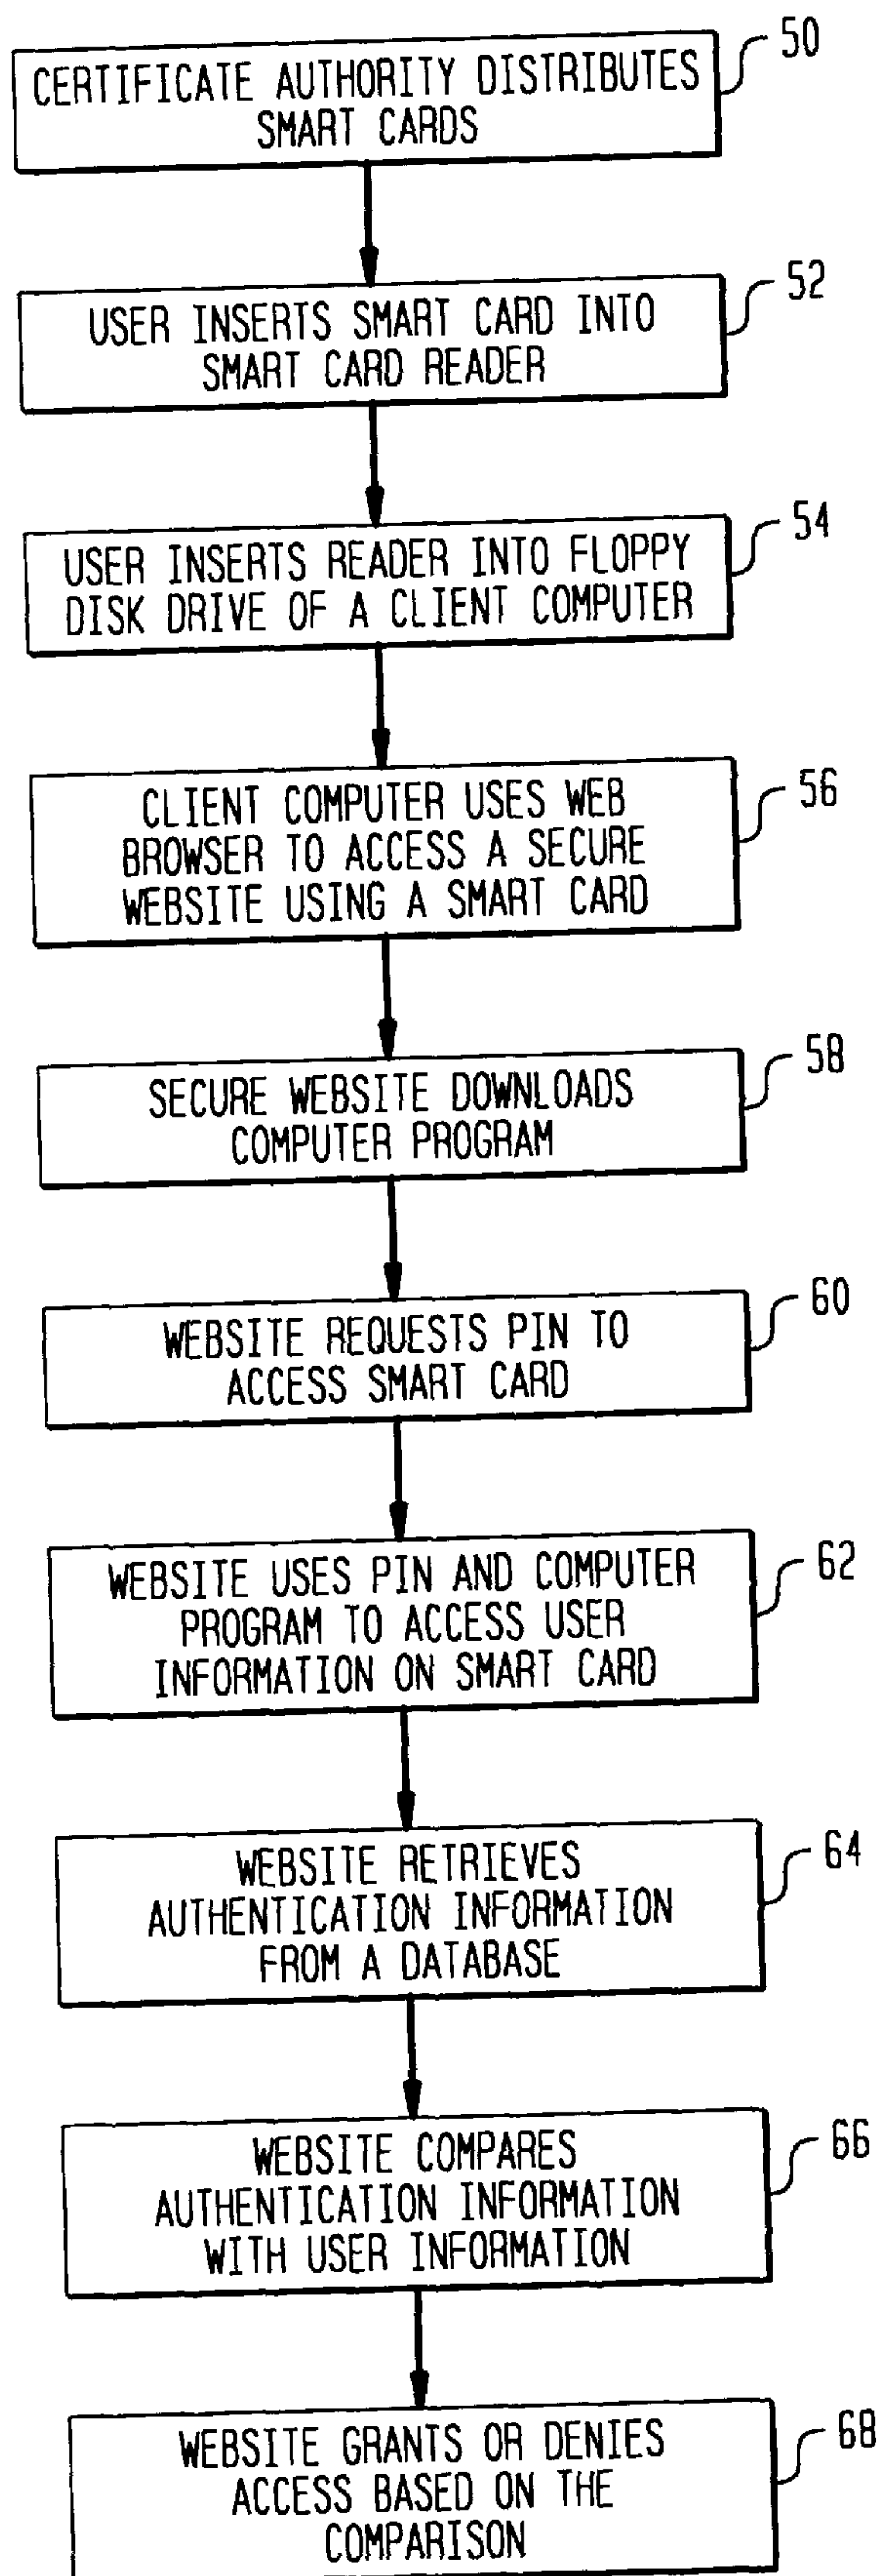 50
CERTIFICATE AUTHORITY DISTRIBUTES
SMART CARDS
52
USER INSERTS SMART CARD INTO
SMART CARD READER
54
USER INSERTS READER INTO FLOPPY
DISK DRIVE OF A CLIENT COMPUTER
56
CLIENT COMPUTER USES WEB
BROWSER TO ACCESS A SECURE
WEBSITE USING A SMART CARD
58
SECURE WEBSITE DOWNLOADS
COMPUTER PROGRAM
60
WEBSITE REQUESTS PIN TO
ACCESS SMART CARD
62
WEBSITE USES PIN AND COMPUTER
PROGRAM TO ACCESS USER
INFORMATION ON SMART CARD
64
WEBSITE RETRIEVES
AUTHENTICATION INFORMATION
FROM A DATABASE
66
WEBSITE COMPARES
AUTHENTICATION INFORMATION
WITH USER INFORMATION
68
WEBSITE GRANTS OR DENIES
ACCESS BASED ON THE
COMPARISON